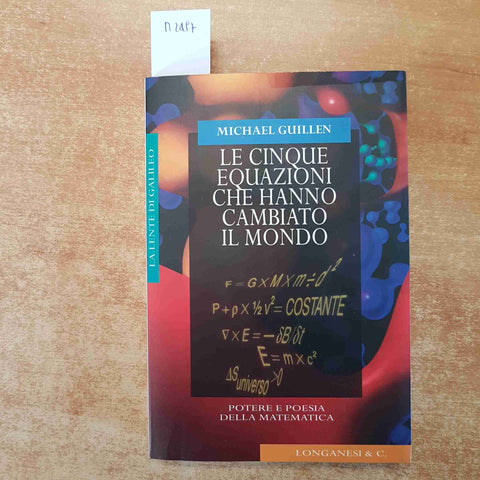 MICHAEL GUILLEN
LE CINQUE
EQUAZIONI
CHE HANNO
CAMBIATO
IL MONDO
LA LENTE DI GALILEO
F = G×M×m÷d²
P + ρ × ½ v² = COSTANTE
∇×E = −∂B/∂t
E = m × c²
ΔS universo >0
POTERE E POESIA
DELLA MATEMATICA
LONGANESI & C.